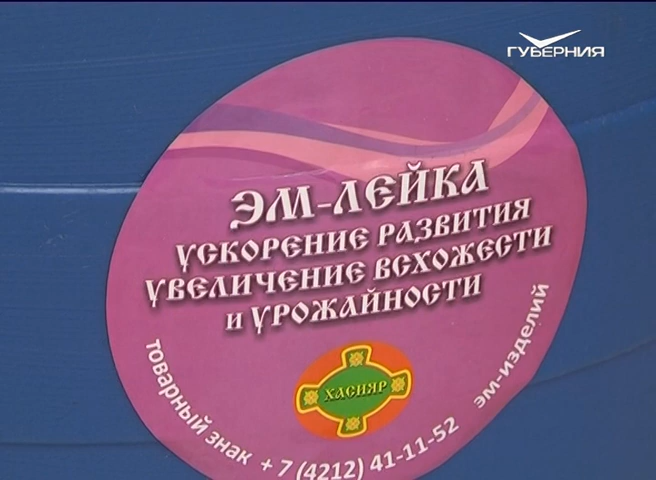 ГУБЕРНИЯ
ЭМ-ЛЕЙКА
УСКОРЕНИЕ РАЗВИТИЯ
УВЕЛИЧЕНИЕ ВСХОЖЕСТИ
И УРОЖАЙНОСТИ
ХАСИЯР
товарный знак +7 (4212) 41-11-52 эм-изделий